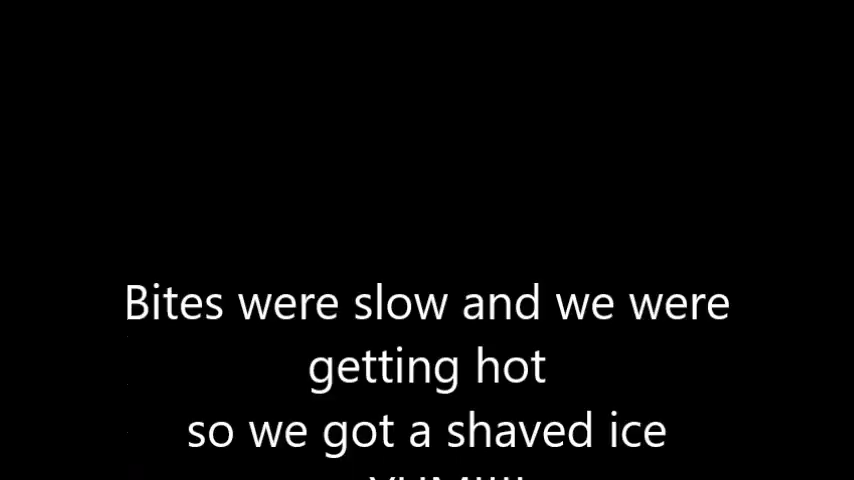 Bites were slow and we were
getting hot
so we got a shaved ice